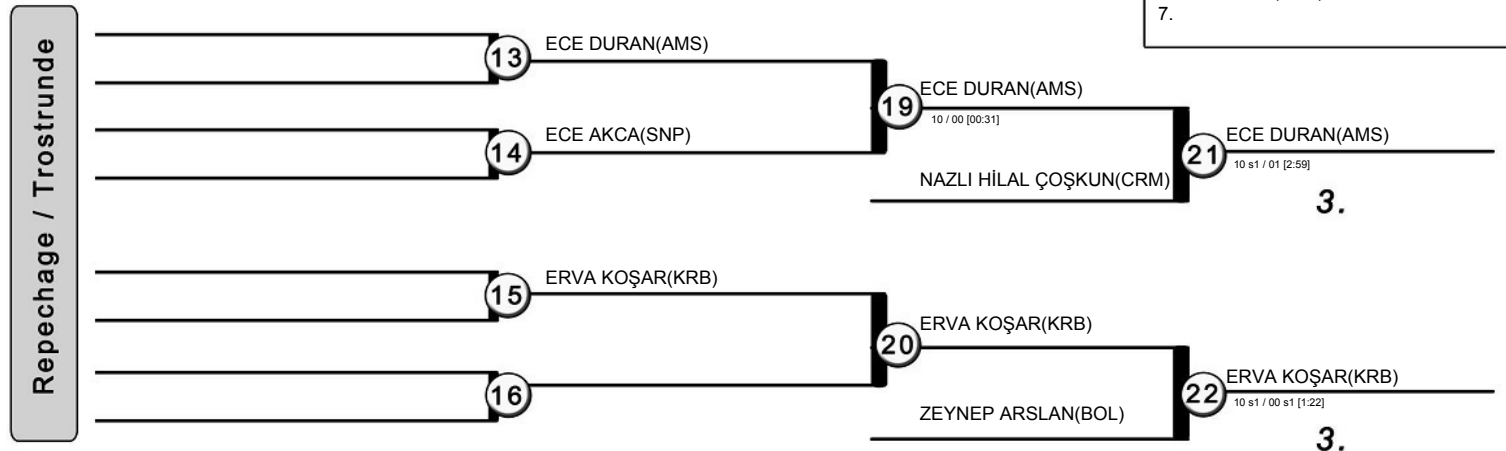 7.
Repechage / Trostrunde
13
ECE DURAN(AMS)
14
ECE AKCA(SNP)
19
ECE DURAN(AMS)
10 / 00 [00:31]
NAZLI HİLAL ÇOŞKUN(CRM)
21
ECE DURAN(AMS)
10 s1 / 01 [2:59]
3.
15
ERVA KOŞAR(KRB)
16
20
ERVA KOŞAR(KRB)
ZEYNEP ARSLAN(BOL)
22
ERVA KOŞAR(KRB)
10 s1 / 00 s1 [1:22]
3.